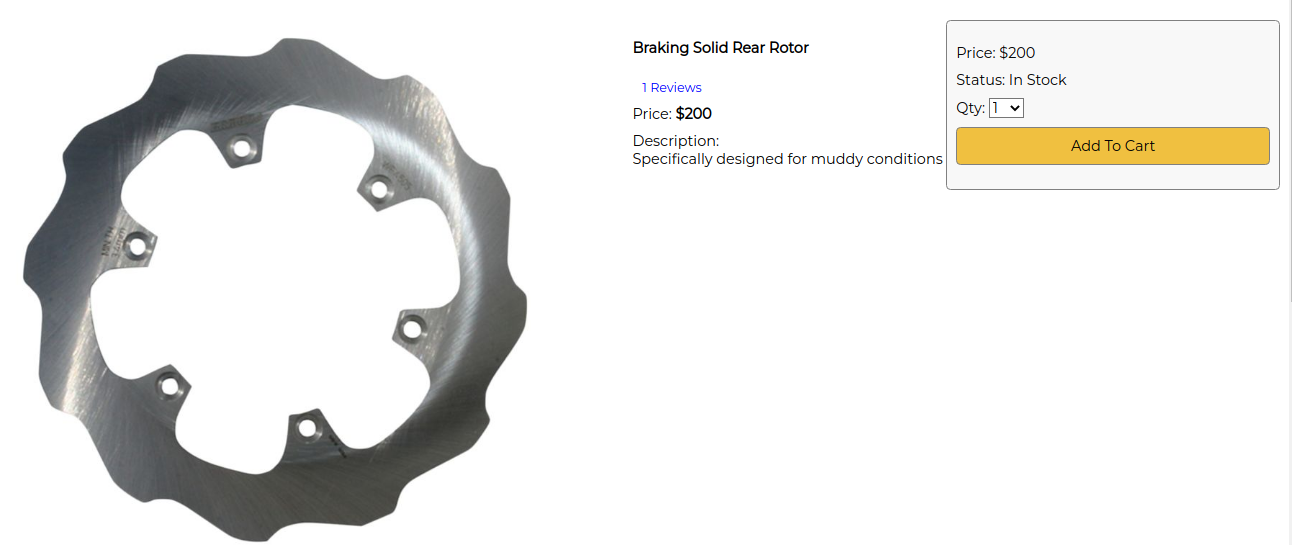 Braking Solid Rear Rotor
1 Reviews
Price: $200
Description:
Specifically designed for muddy conditions
Price: $200
Status: In Stock
Qty: 1
Add To Cart